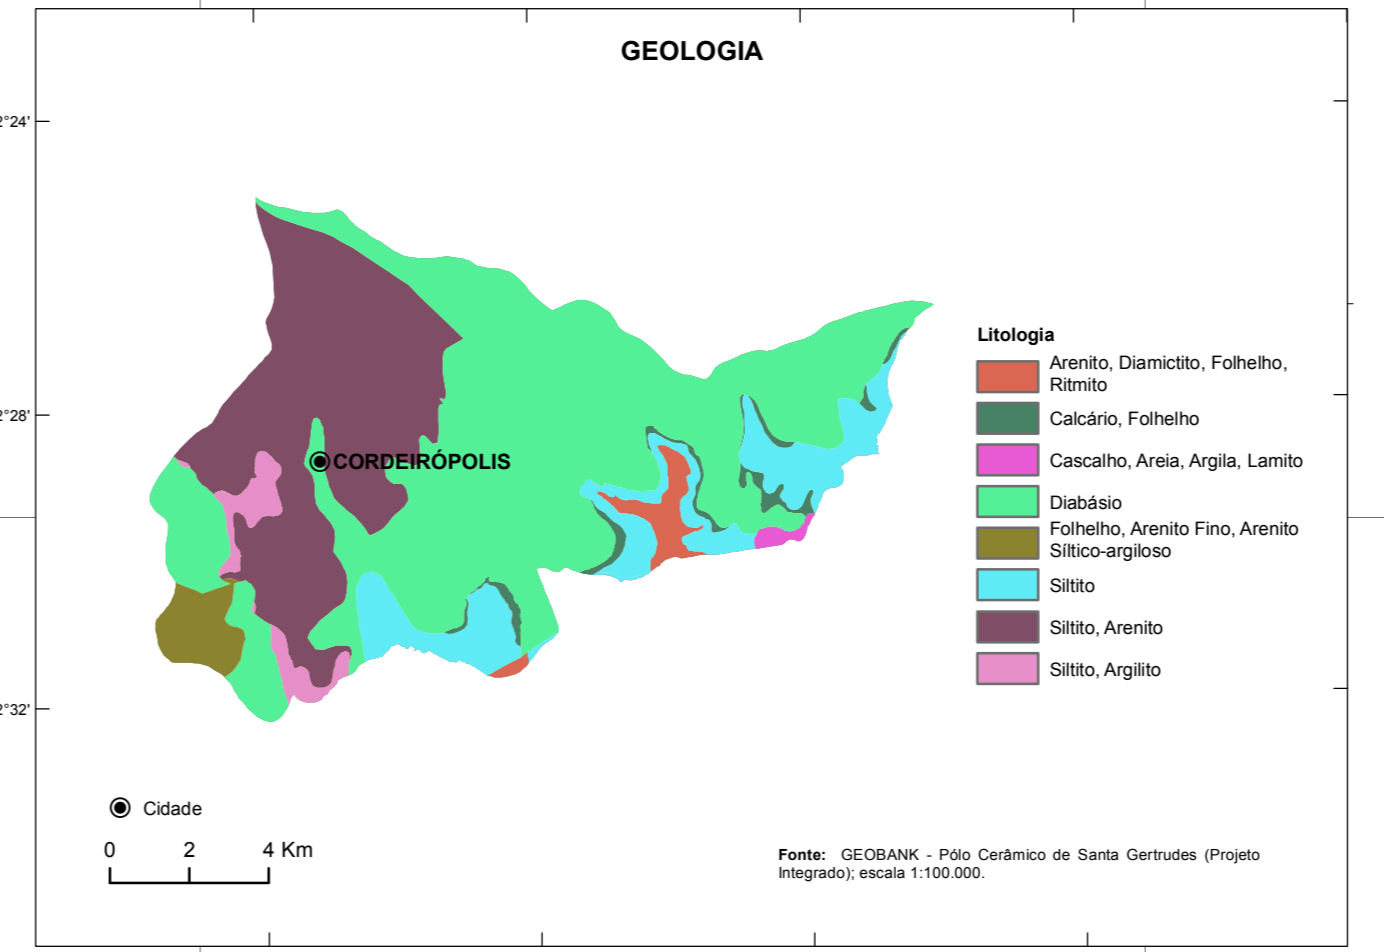 GEOLOGIA
2°24'
2°28'
2°32'
CORDEIRÓPOLIS
Litologia
Arenito, Diamictito, Folhelho,
Ritmito
Calcário, Folhelho
Cascalho, Areia, Argila, Lamito
Diabásio
Folhelho, Arenito Fino, Arenito
Síltico-argiloso
Siltito
Siltito, Arenito
Siltito, Argilito
Cidade
0 2 4 Km
Fonte: GEOBANK - Pólo Cerâmico de Santa Gertrudes (Projeto
Integrado); escala 1:100.000.